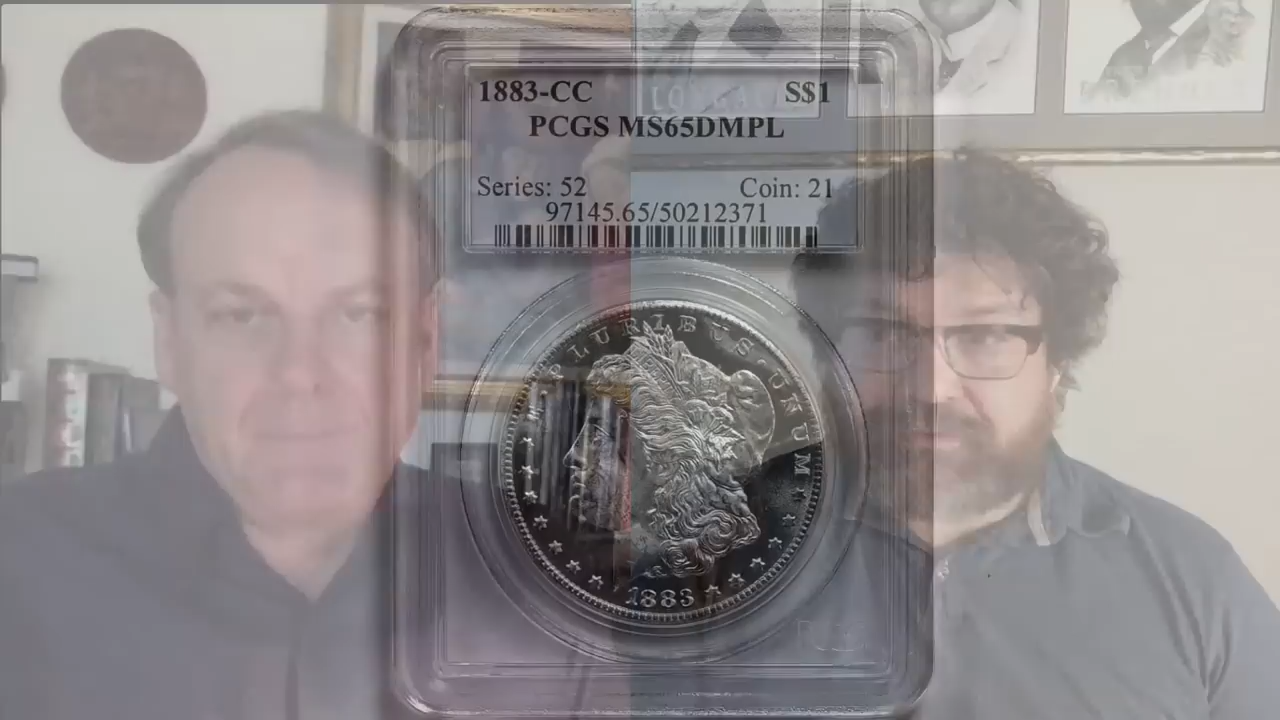 1883-CC S$1
PCGS MS65DMPL
Series: 52 Coin: 21
97145.65/50212371
PLURIBUS · UNUM
1883